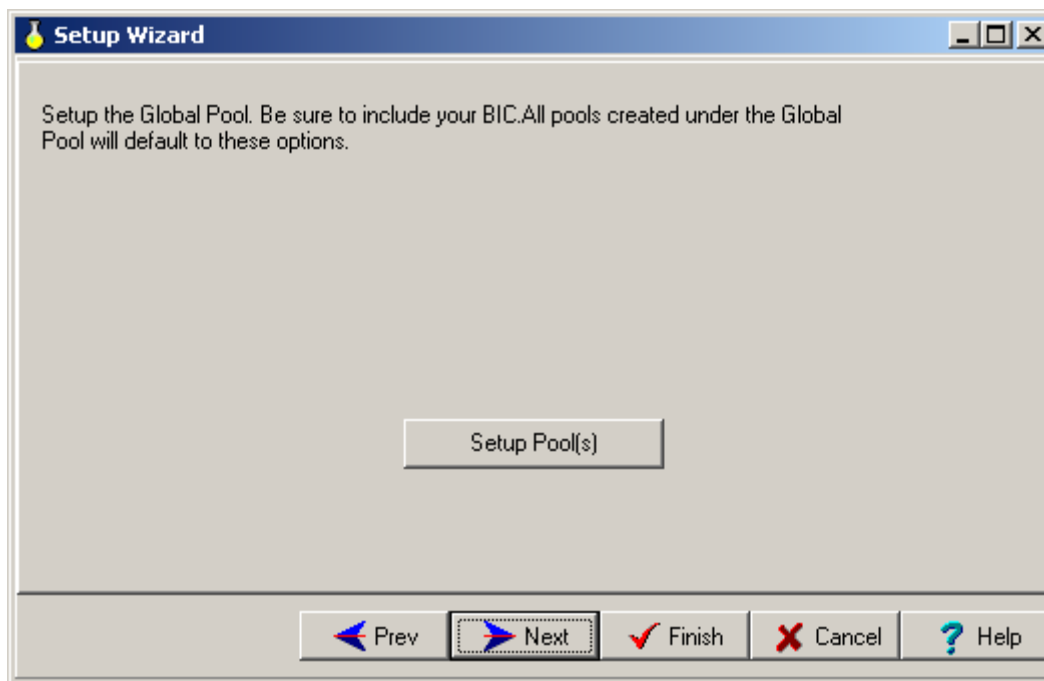 Setup Wizard
Setup the Global Pool. Be sure to include your BIC.All pools created under the Global
Pool will default to these options.
Setup Pool(s)
Prev
Next
Finish
Cancel
Help